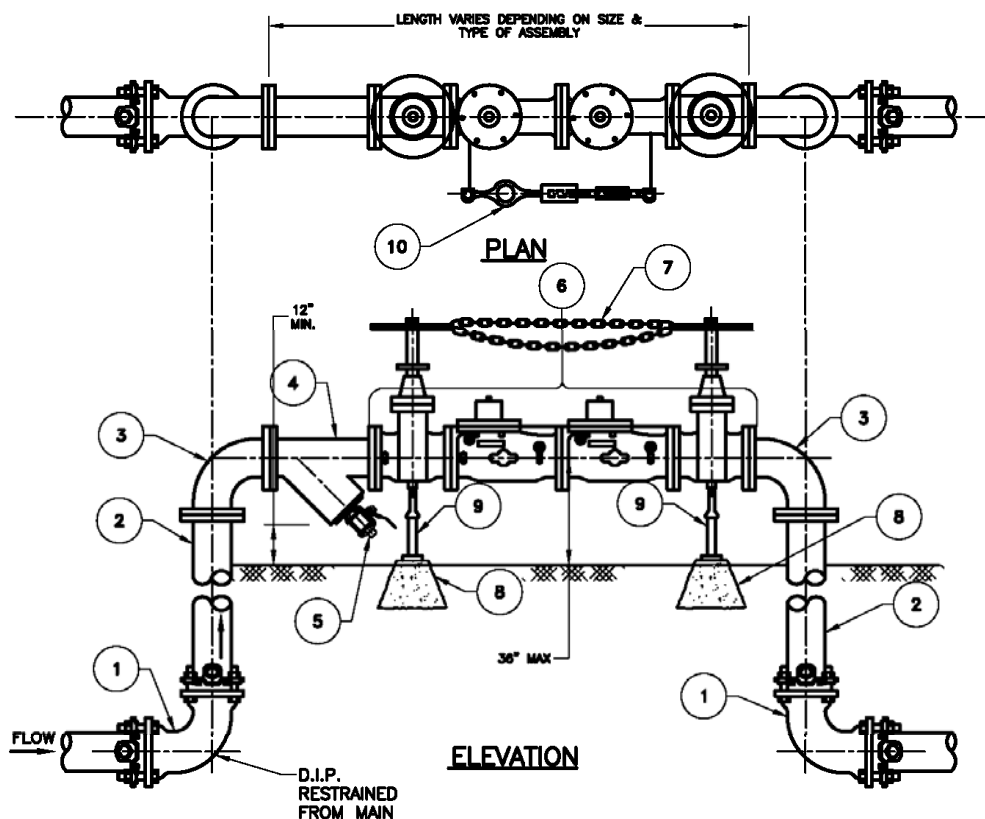 LENGTH VARIES DEPENDING ON SIZE &
TYPE OF ASSEMBLY
10
PLAN
7
6
12"
MIN.
4
3
3
2
9
9
8
5
8
2
36" MAX
1
1
FLOW
ELEVATION
D.I.P.
RESTRAINED
FROM MAIN